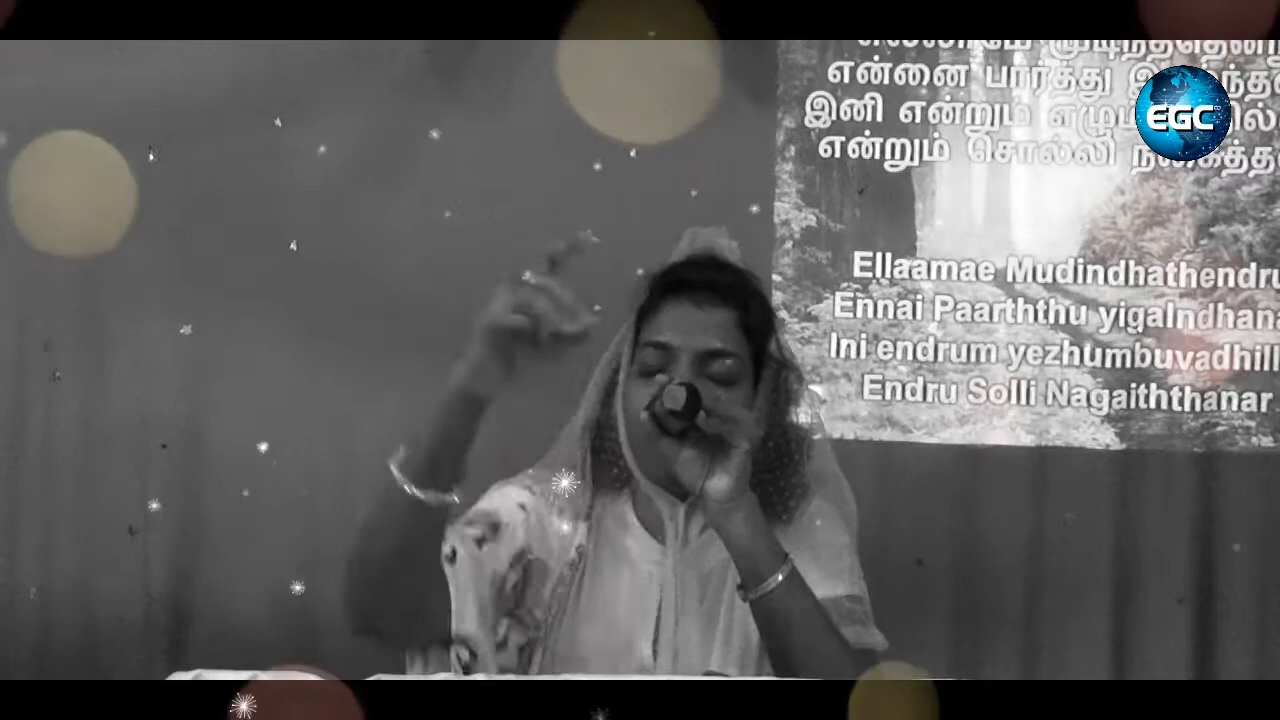 என்னை பார்த்து
EGC
இனி என்றும்
என்றும் சொல்லி
Ellaamae Mudindhathendru
Ennai Paarththu yigalndhana
Ini endrum yezhumbuvadhill
Endru Solli Nagaiththanar